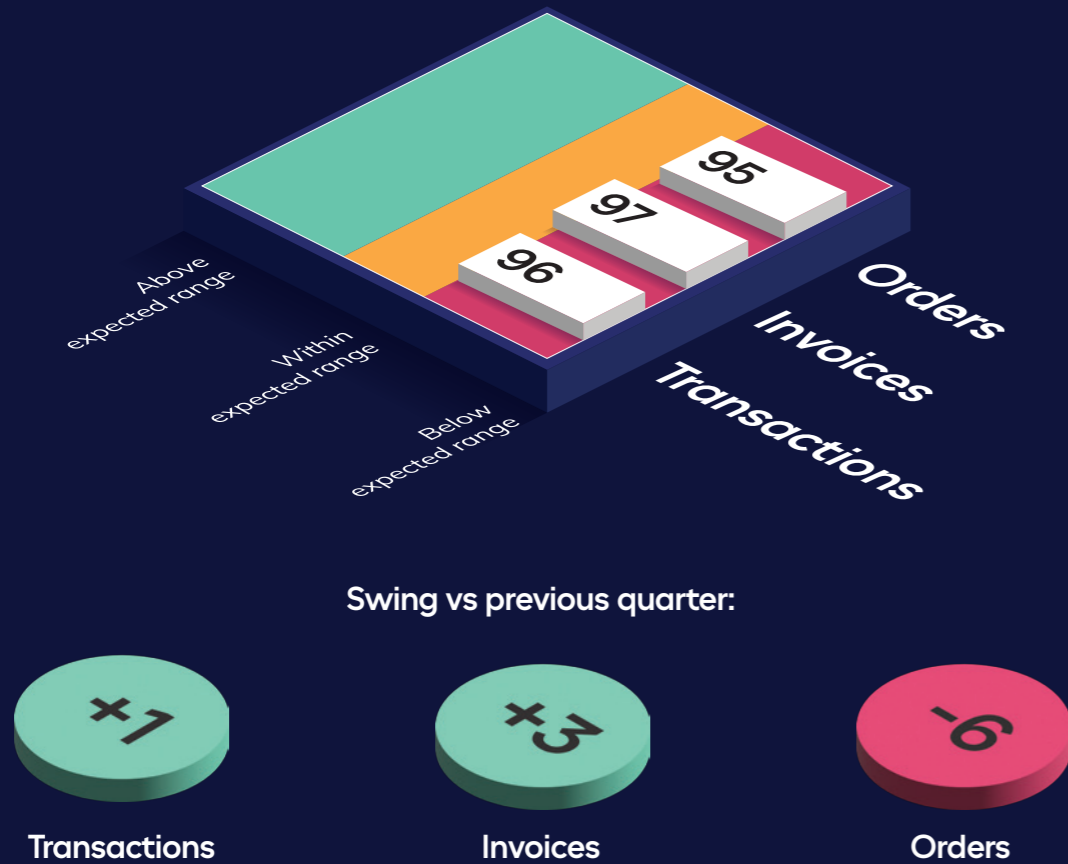 95
97
96
Above
expected range
Within
expected range
Below
expected range
Orders
Invoices
Transactions
Swing vs previous quarter:
+1
+3
-6
Transactions
Invoices
Orders